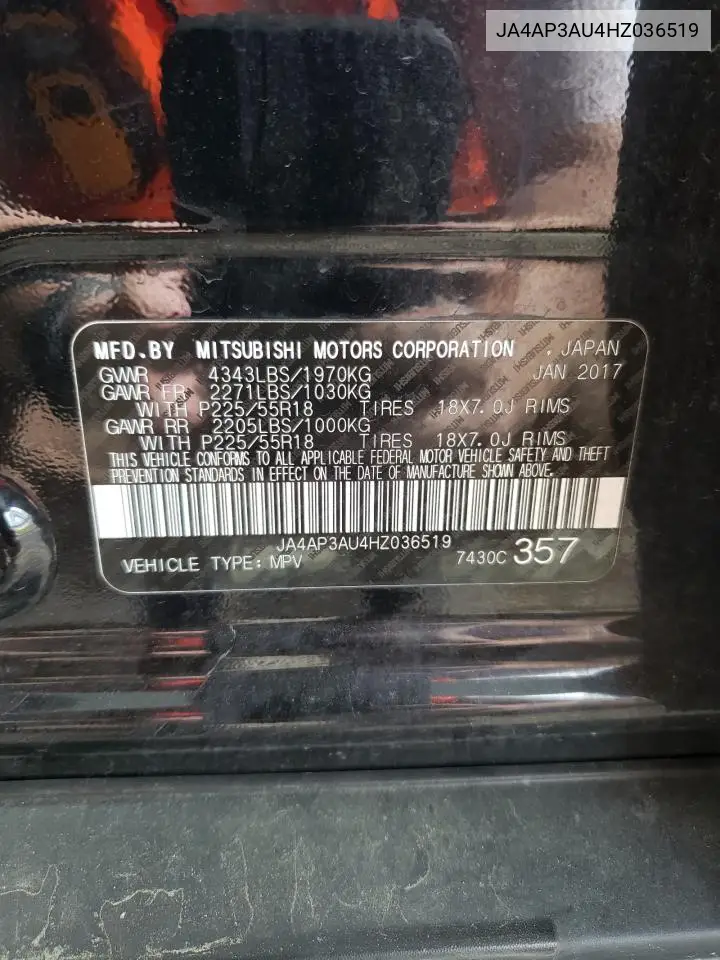 JA4AP3AU4HZ036519
MFD.BY MITSUBISHI MOTORS CORPORATION , JAPAN
GVWR 4343LBS/1970KG JAN 2017
GAWR FR 2271LBS/1030KG
WITH P225/55R18 TIRES 18X7.0J RIMS
GAWR RR 2205LBS/1000KG
WITH P225/55R18 TIRES 18X7.0J RIMS
THIS VEHICLE CONFORMS TO ALL APPLICABLE FEDERAL MOTOR VEHICLE SAFETY AND THEFT
PREVENTION STANDARDS IN EFFECT ON THE DATE OF MANUFACTURE SHOWN ABOVE.
JA4AP3AU4HZ036519
VEHICLE TYPE: MPV 7430C 357